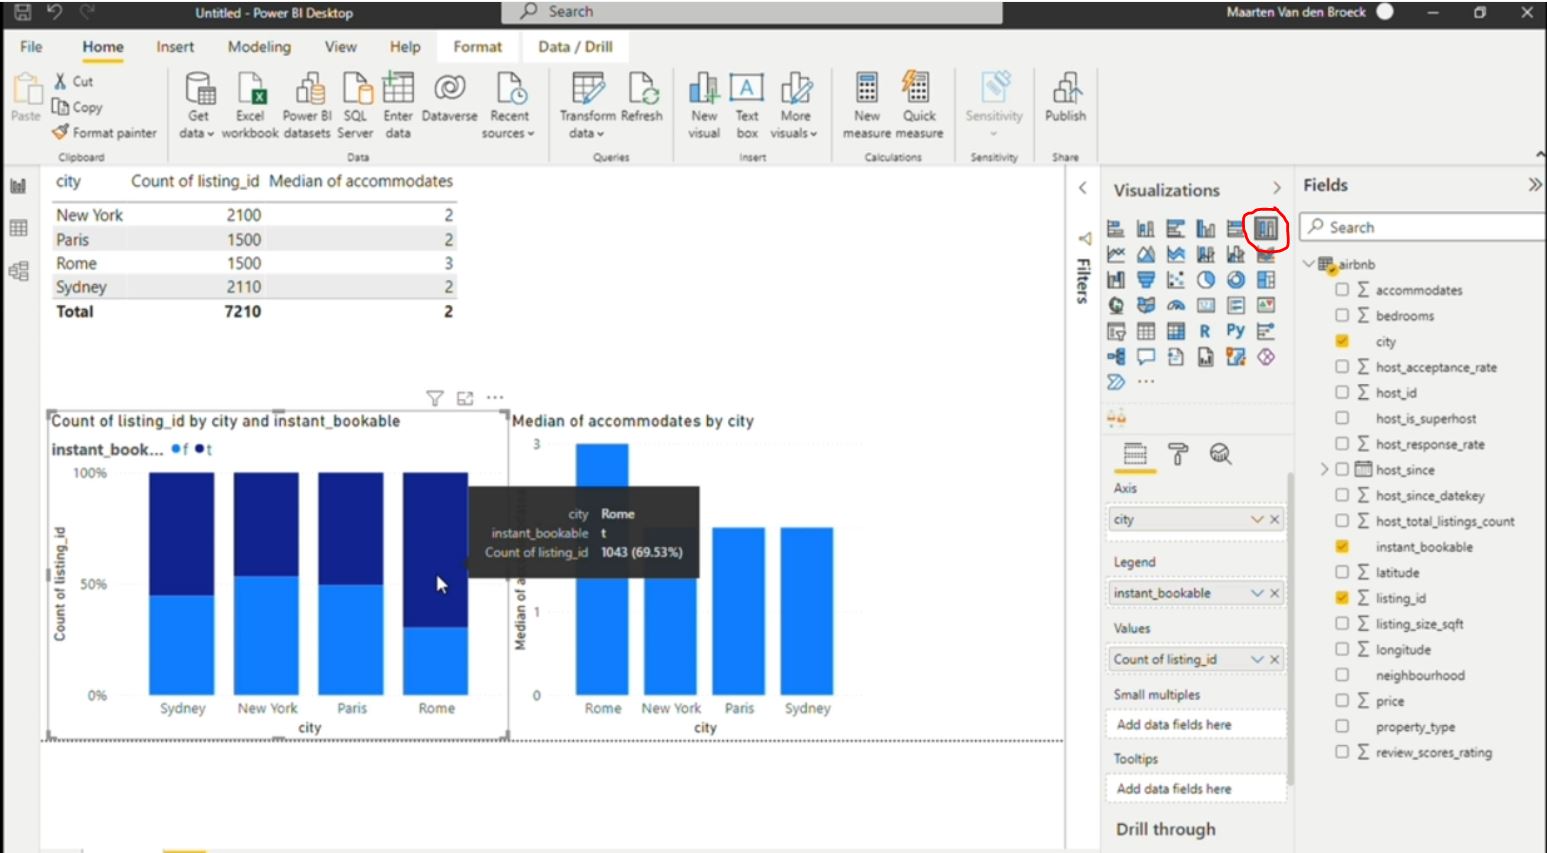 Untitled - Power BI Desktop
Search
Maarten Van den Broeck
File Home Insert Modeling View Help Format Data / Drill
Paste
Cut
Copy
Format painter
Clipboard
Get data
Excel workbook
Power BI datasets
SQL Server
Enter data
Dataverse
Recent sources
Data
Transform data
Refresh
Queries
New visual
Text box
More visuals
Insert
New measure
Quick measure
Calculations
Sensitivity
Sensitivity
Publish
Share
city Count of listing_id Median of accommodates
New York 2100 2
Paris 1500 2
Rome 1500 3
Sydney 2110 2
Total 7210 2
Count of listing_id by city and instant_bookable
instant_book... f t
100%
50%
0%
Count of listing_id
Sydney New York Paris Rome
city
city Rome
instant_bookable t
Count of listing_id 1043 (69.53%)
Median of accommodates by city
3
1
0
Median of a
Rome New York Paris Sydney
city
Filters
Visualizations
R Py
Axis
city
Legend
instant_bookable
Values
Count of listing_id
Small multiples
Add data fields here
Tooltips
Add data fields here
Drill through
Fields
Search
airbnb
accommodates
bedrooms
city
host_acceptance_rate
host_id
host_is_superhost
host_response_rate
host_since
host_since_datekey
host_total_listings_count
instant_bookable
latitude
listing_id
listing_size_sqft
longitude
neighbourhood
price
property_type
review_scores_rating